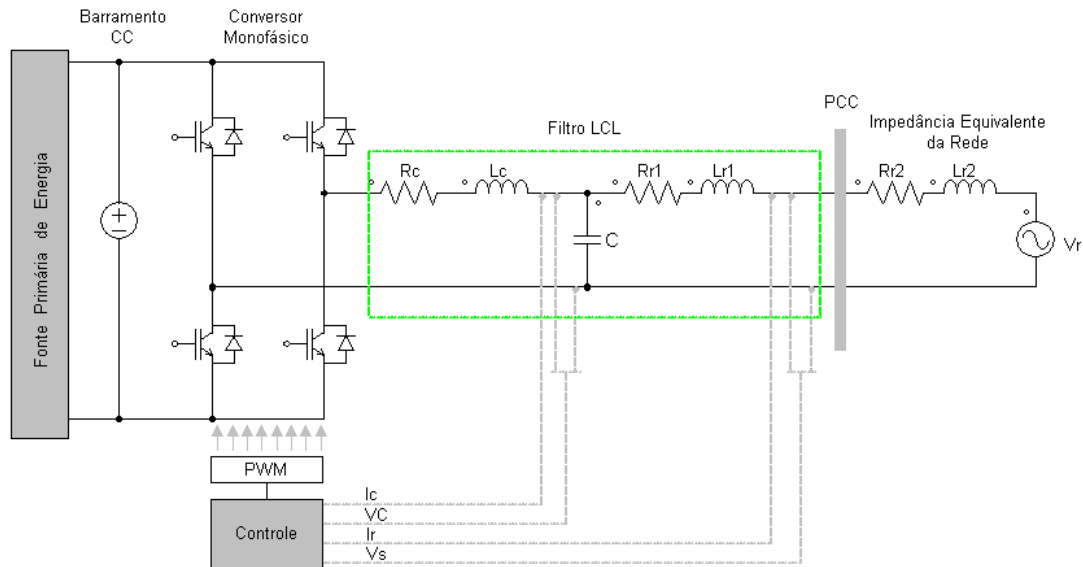 Barramento
CC
Conversor
Monofásico
Fonte Primária de Energia
Filtro LCL
PCC
Impedância Equivalente
da Rede
Rc
Lc
Rr1
Lr1
Rr2
Lr2
C
Vr
PWM
Controle
Ic
VC
Ir
Vs